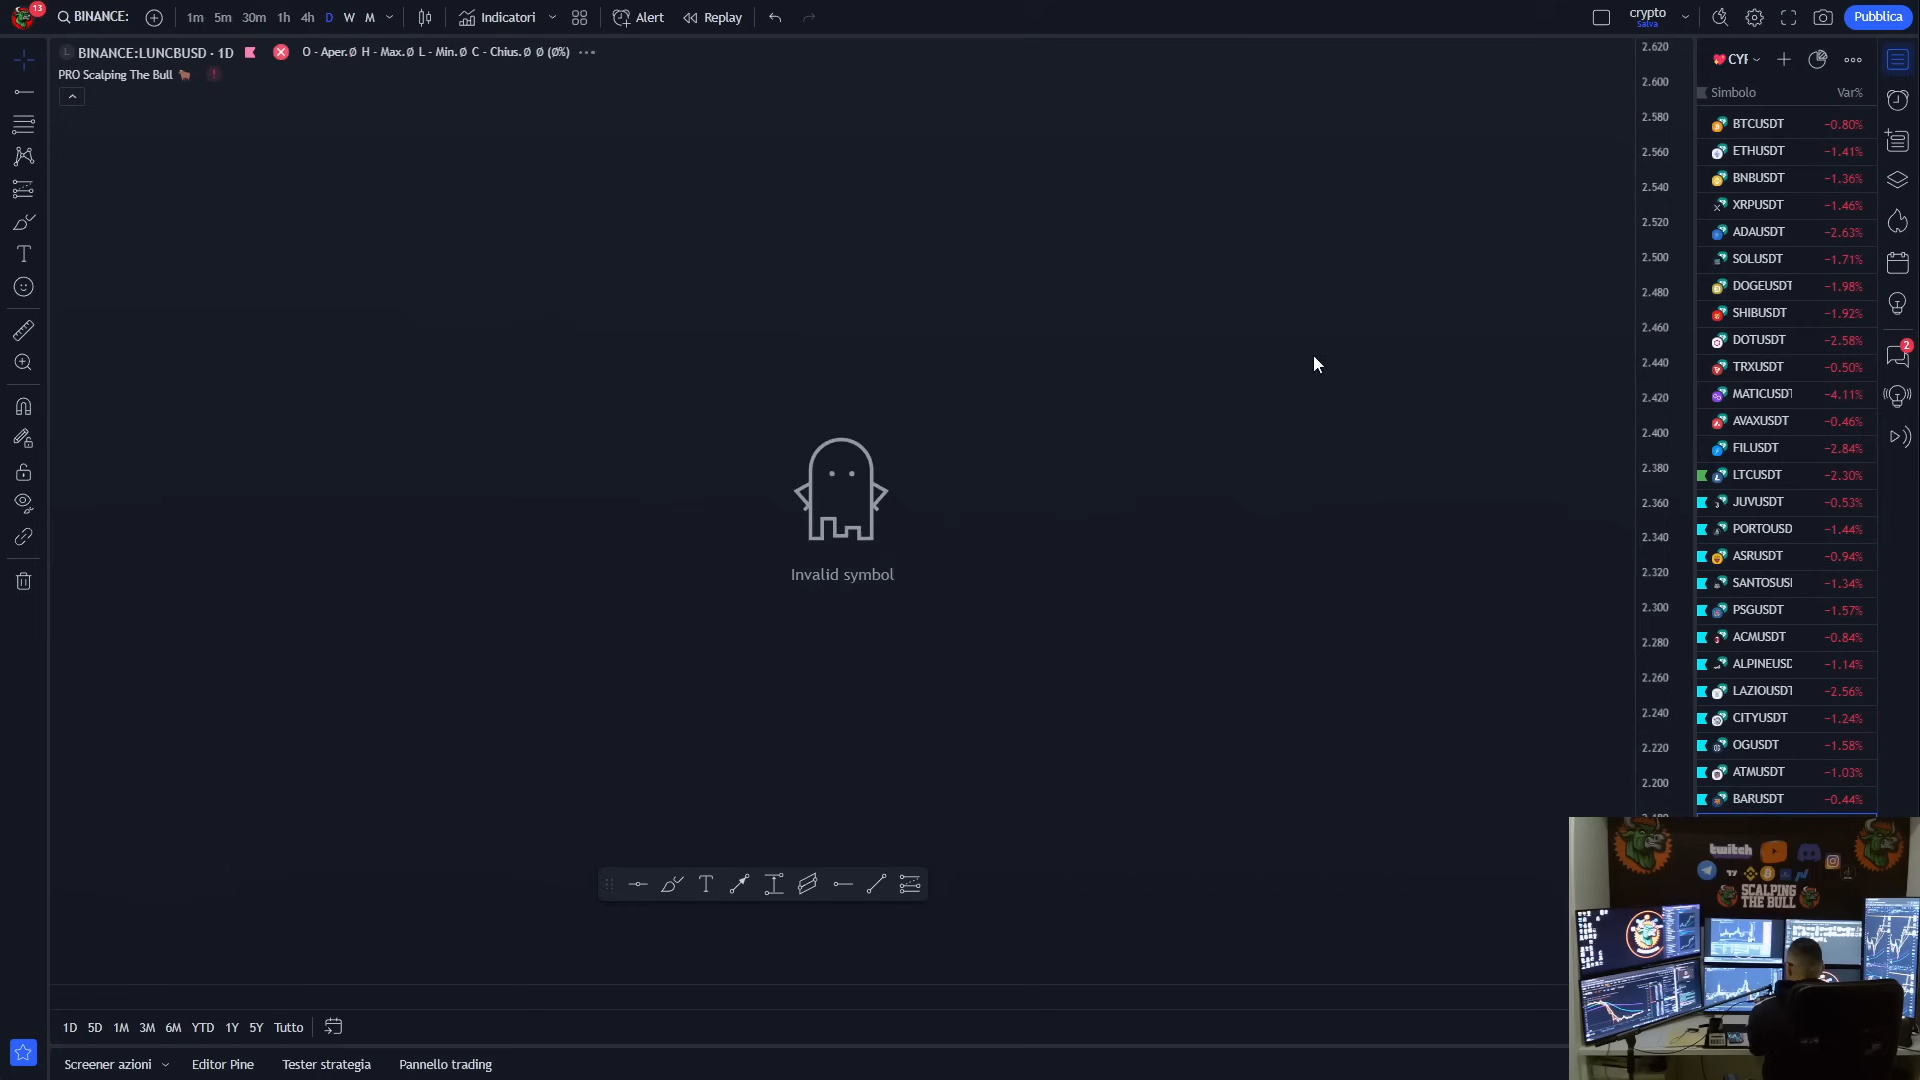 13
BINANCE:
1m 5m 30m 1h 4h D W M
Indicatori
Alert
Replay
crypto
Salva
Pubblica
L BINANCE:LUNCBUSD · 1D
O - Aper.Ø H - Max.Ø L - Min.Ø C - Chius.Ø Ø (Ø%)
PRO Scalping The Bull
Invalid symbol
2.620
2.600
2.580
2.560
2.540
2.520
2.500
2.480
2.460
2.440
2.420
2.400
2.380
2.360
2.340
2.320
2.300
2.280
2.260
2.240
2.220
2.200
Simbolo Var%
BTCUSDT −0.80%
ETHUSDT −1.41%
BNBUSDT −1.36%
XRPUSDT −1.46%
ADAUSDT −2.63%
SOLUSDT −1.71%
DOGEUSDT −1.98%
SHIBUSDT −1.92%
DOTUSDT −2.58%
TRXUSDT −0.50%
MATICUSDT −4.11%
AVAXUSDT −0.46%
FILUSDT −2.84%
LTCUSDT −2.30%
JUVUSDT −0.53%
PORTOUSD −1.44%
ASRUSDT −0.94%
SANTOSUS −1.34%
PSGUSDT −1.57%
ACMUSDT −0.84%
ALPINEUSD −1.14%
LAZIOUSDT −2.56%
CITYUSDT −1.24%
OGUSDT −1.58%
ATMUSDT −1.03%
BARUSDT −0.44%
2
twitch
SCALPING
THE BULL
1D 5D 1M 3M 6M YTD 1Y 5Y Tutto
Screener azioni
Editor Pine
Tester strategia
Pannello trading